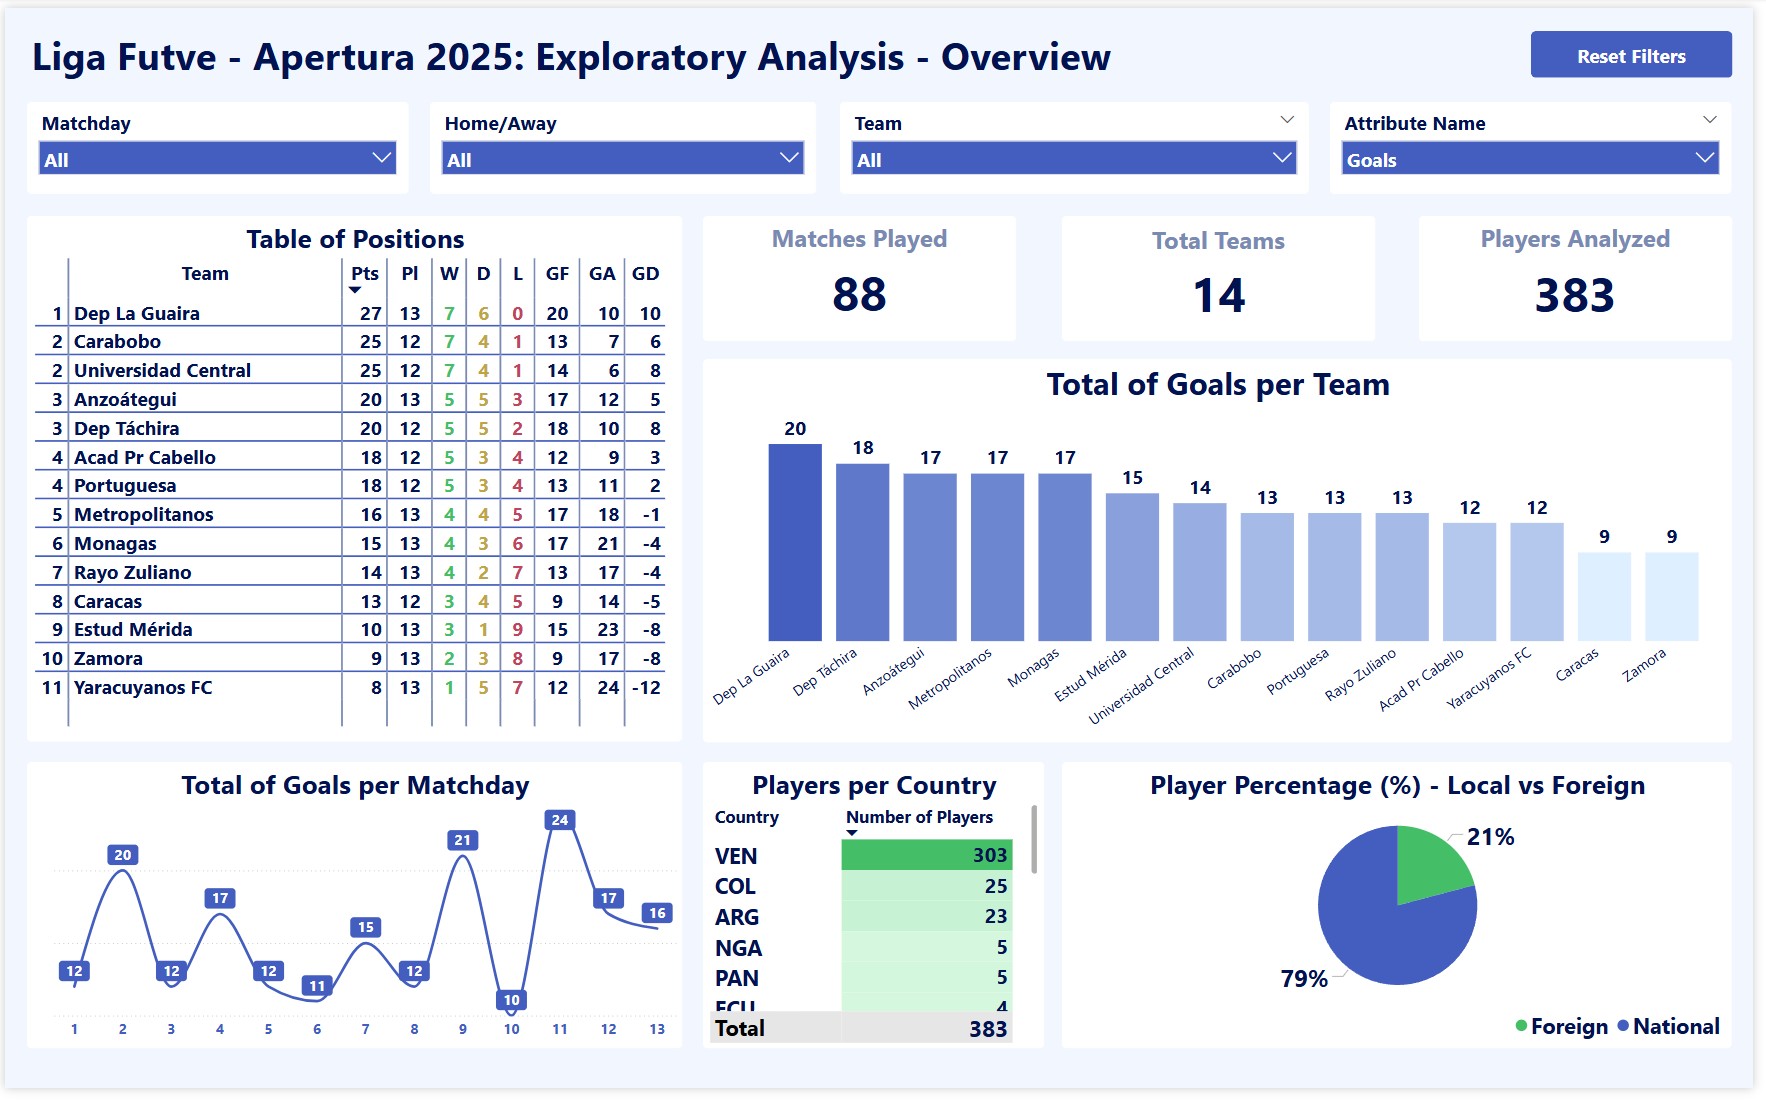 Liga Futve - Apertura 2025: Exploratory Analysis - Overview
Reset Filters
Matchday
All
Home/Away
All
Team
All
Attribute Name
Goals
Table of Positions
Team Pts Pl W D L GF GA GD
1 Dep La Guaira 27 13 7 6 0 20 10 10
2 Carabobo 25 12 7 4 1 13 7 6
2 Universidad Central 25 12 7 4 1 14 6 8
3 Anzoátegui 20 13 5 5 3 17 12 5
3 Dep Táchira 20 12 5 5 2 18 10 8
4 Acad Pr Cabello 18 12 5 3 4 12 9 3
4 Portuguesa 18 12 5 3 4 13 11 2
5 Metropolitanos 16 13 4 4 5 17 18 -1
6 Monagas 15 13 4 3 6 17 21 -4
7 Rayo Zuliano 14 13 4 2 7 13 17 -4
8 Caracas 13 12 3 4 5 9 14 -5
9 Estud Mérida 10 13 3 1 9 15 23 -8
10 Zamora 9 13 2 3 8 9 17 -8
11 Yaracuyanos FC 8 13 1 5 7 12 24 -12
Matches Played
88
Total Teams
14
Players Analyzed
383
Total of Goals per Team
20 18 17 17 17 15 14 13 13 13 12 12 9 9
Dep La Guaira Dep Táchira Anzoátegui Metropolitanos Monagas Estud Mérida Universidad Central Carabobo Portuguesa Rayo Zuliano Acad Pr Cabello Yaracuyanos FC Caracas Zamora
Total of Goals per Matchday
12 20 12 17 12 11 15 12 21 10 24 17 16
1 2 3 4 5 6 7 8 9 10 11 12 13
Players per Country
Country Number of Players
VEN 303
COL 25
ARG 23
NGA 5
PAN 5
ECU 4
Total 383
Player Percentage (%) - Local vs Foreign
21%
79%
Foreign National